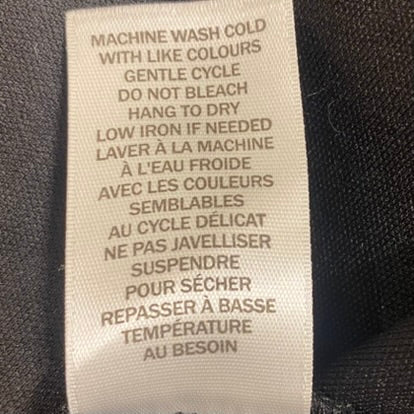 MACHINE WASH COLD
WITH LIKE COLOURS
GENTLE CYCLE
DO NOT BLEACH
HANG TO DRY
LOW IRON IF NEEDED
LAVER À LA MACHINE
À L'EAU FROIDE
AVEC LES COULEURS
SEMBLABLES
AU CYCLE DÉLICAT
NE PAS JAVELLISER
SUSPENDRE
POUR SÉCHER
REPASSER À BASSE
TEMPÉRATURE
AU BESOIN